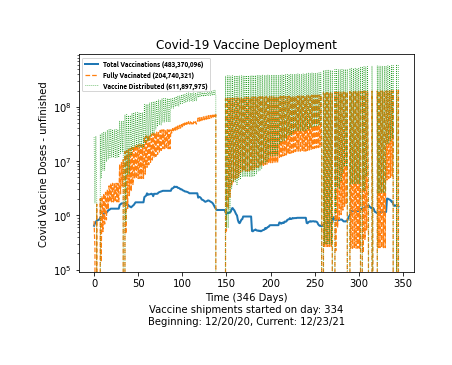 Covid-19 Vaccine Deployment
Total Vaccinations (483,370,096)
Fully Vacinated (204,740,321)
Vaccine Distributed (611,897,975)
Covid Vaccine Doses - unfinished
10⁸
10⁷
10⁶
10⁵
0 50 100 150 200 250 300 350
Time (346 Days)
Vaccine shipments started on day: 334
Beginning: 12/20/20, Current: 12/23/21